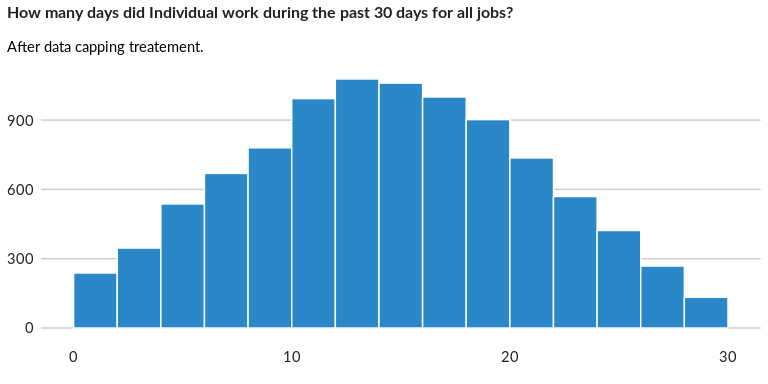 How many days did Individual work during the past 30 days for all jobs?
After data capping treatement.
900
600
300
0
0 10 20 30